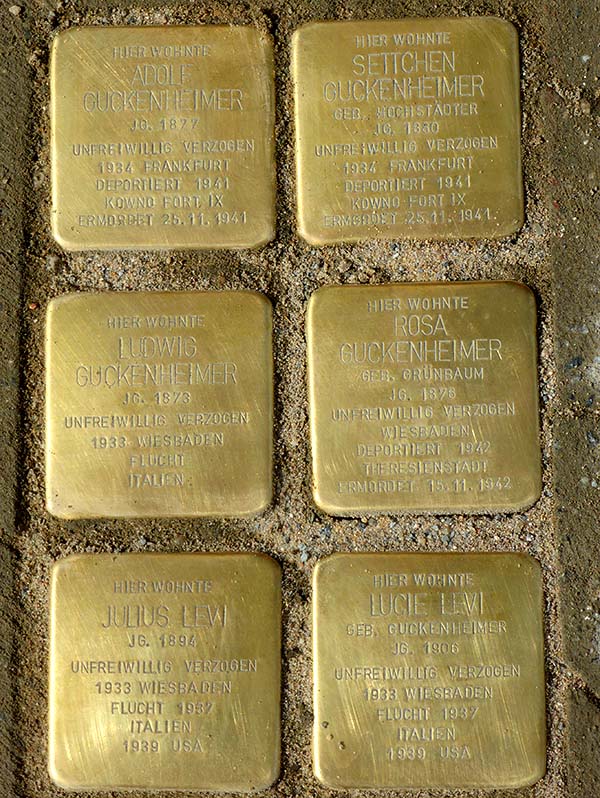 HIER WOHNTE
ADOLF
GUCKENHEIMER
JG. 1877
UNFREIWILLIG VERZOGEN
1934 FRANKFURT
DEPORTIERT 1941
KOWNO FORT IX
ERMORDET 25.11.1941
HIER WOHNTE
SETTCHEN
GUCKENHEIMER
GEB. HOCHSTÄDTER
JG. 1880
UNFREIWILLIG VERZOGEN
1934 FRANKFURT
DEPORTIERT 1941
KOWNO FORT IX
ERMORDET 25.11.1941
HIER WOHNTE
LUDWIG
GUCKENHEIMER
JG. 1873
UNFREIWILLIG VERZOGEN
1933 WIESBADEN
FLUCHT
ITALIEN
HIER WOHNTE
ROSA
GUCKENHEIMER
GEB. GRÜNBAUM
JG. 1876
UNFREIWILLIG VERZOGEN
WIESBADEN
DEPORTIERT 1942
THERESIENSTADT
ERMORDET 15.11.1942
HIER WOHNTE
JULIUS LEVI
JG. 1894
UNFREIWILLIG VERZOGEN
1933 WIESBADEN
FLUCHT 1937
ITALIEN
1939 USA
HIER WOHNTE
LUCIE LEVI
GEB. GUCKENHEIMER
JG. 1906
UNFREIWILLIG VERZOGEN
1933 WIESBADEN
FLUCHT 1937
ITALIEN
1939 USA